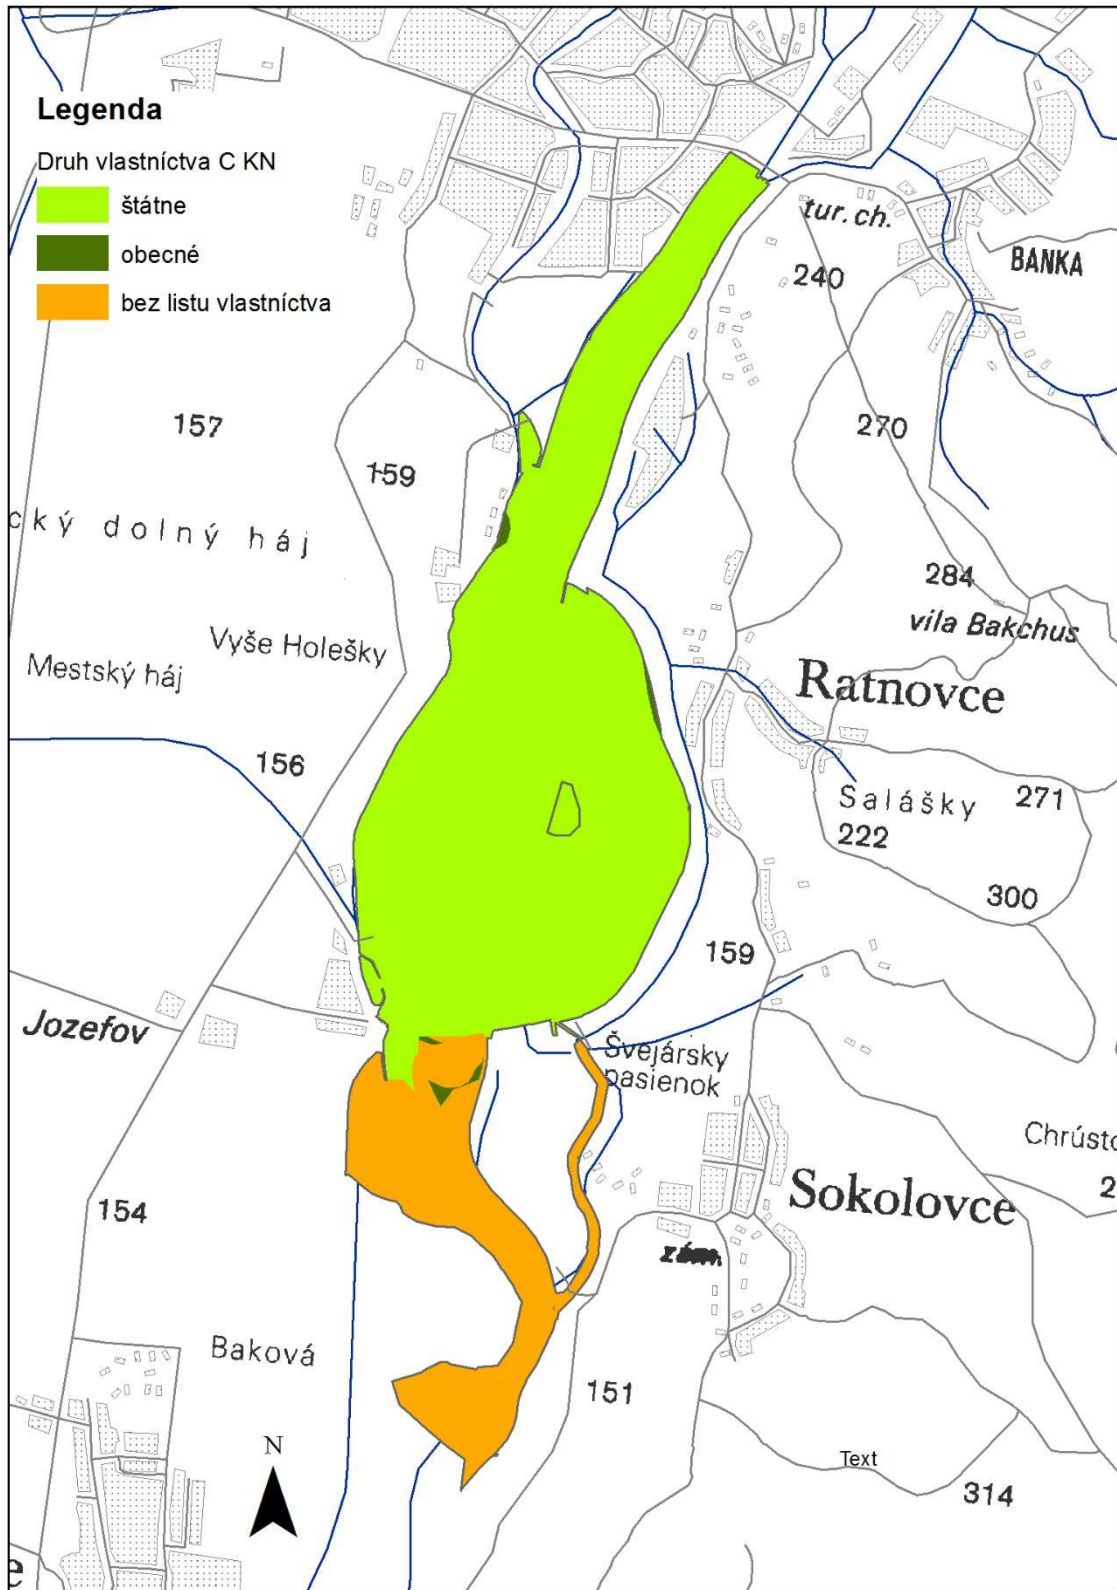 Legenda
Druh vlastníctva C KN
štátne
obecné
bez listu vlastníctva
tur. ch.
BANKA
240
157
270
159
cký dolný háj
284
vila Bakchus
Vyše Holešky
Mestský háj
Ratnovce
156
Salášky
271
222
300
159
Jozefov
Švejársky
pasienok
154
Sokolovce
Baková
151
N
Text
314